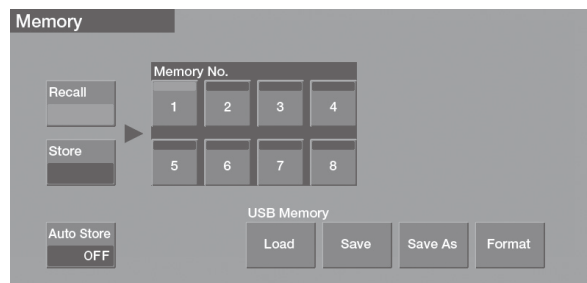 Memory
Memory No.
Recall
1 2 3 4
Store
5 6 7 8
USB Memory
Auto Store
OFF
Load Save Save As Format